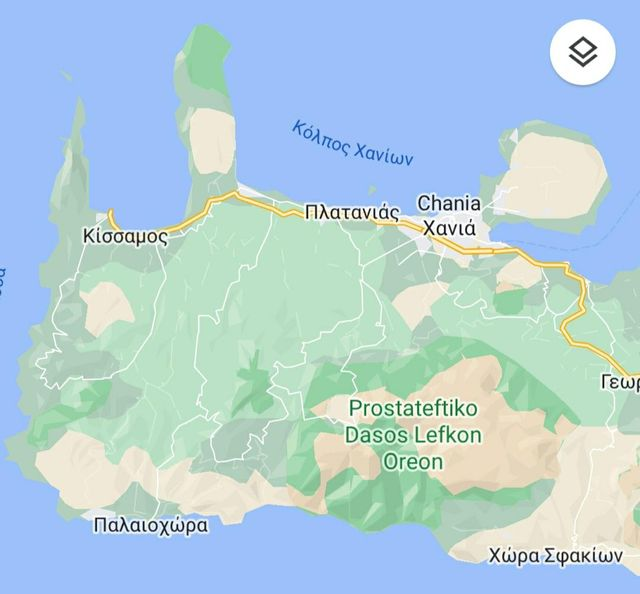 Κόλπος Χανίων
Πλατανιάς
Chania
Χανιά
Κίσσαμος
Prostateftiko
Dasos Lefkon
Oreon
Παλαιοχώρα
Χώρα Σφακίων